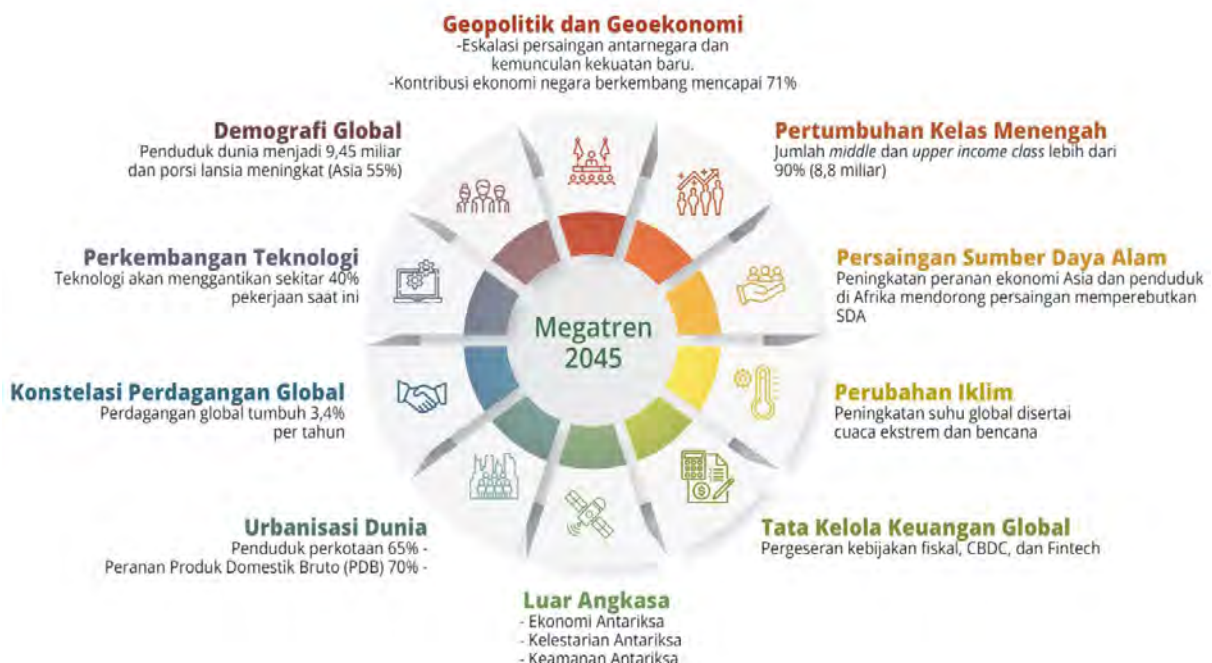 Geopolitik dan Geoekonomi
-Eskalasi persaingan antarnegara dan
kemunculan kekuatan baru.
-Kontribusi ekonomi negara berkembang mencapai 71%
Pertumbuhan Kelas Menengah
Jumlah middle dan upper income class lebih dari
90% (8,8 miliar)
Persaingan Sumber Daya Alam
Peningkatan peranan ekonomi Asia dan penduduk
di Afrika mendorong persaingan memperebutkan
SDA
Perubahan Iklim
Peningkatan suhu global disertai
cuaca ekstrem dan bencana
Tata Kelola Keuangan Global
Pergeseran kebijakan fiskal, CBDC, dan Fintech
Luar Angkasa
- Ekonomi Antariksa
- Kelestarian Antariksa
- Keamanan Antariksa
Urbanisasi Dunia
Penduduk perkotaan 65% -
Peranan Produk Domestik Bruto (PDB) 70% -
Konstelasi Perdagangan Global
Perdagangan global tumbuh 3,4%
per tahun
Perkembangan Teknologi
Teknologi akan menggantikan sekitar 40%
pekerjaan saat ini
Demografi Global
Penduduk dunia menjadi 9,45 miliar
dan porsi lansia meningkat (Asia 55%)
Megatren
2045